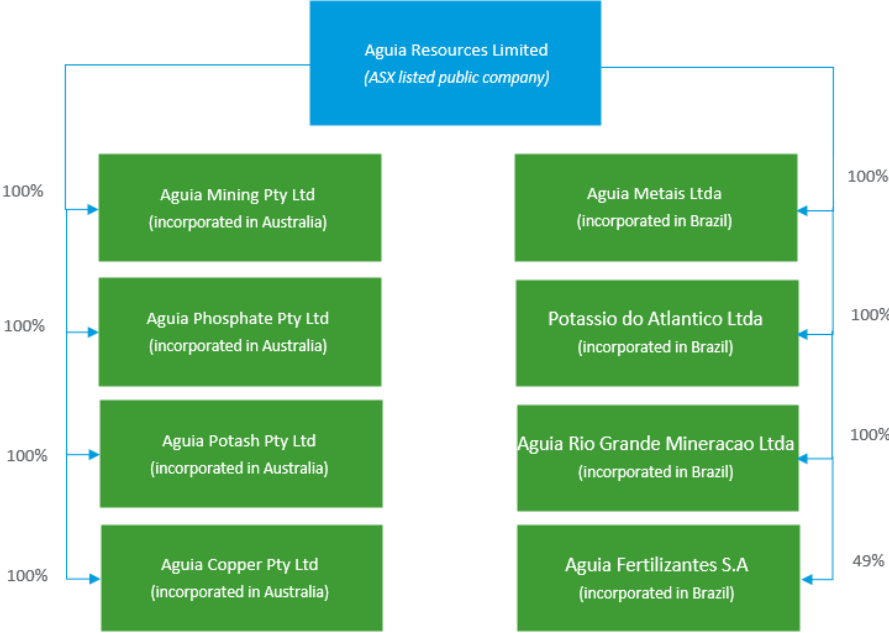 Aguia Resources Limited
(ASX listed public company)
100%
Aguia Mining Pty Ltd
(incorporated in Australia)
Aguia Metais Ltda
(incorporated in Brazil)
100%
100%
Aguia Phosphate Pty Ltd
(incorporated in Australia)
Potassio do Atlantico Ltda
(incorporated in Brazil)
100%
100%
Aguia Potash Pty Ltd
(incorporated in Australia)
Aguia Rio Grande Mineracao Ltda
(incorporated in Brazil)
100%
100%
Aguia Copper Pty Ltd
(incorporated in Australia)
Aguia Fertilizantes S.A
(incorporated in Brazil)
49%